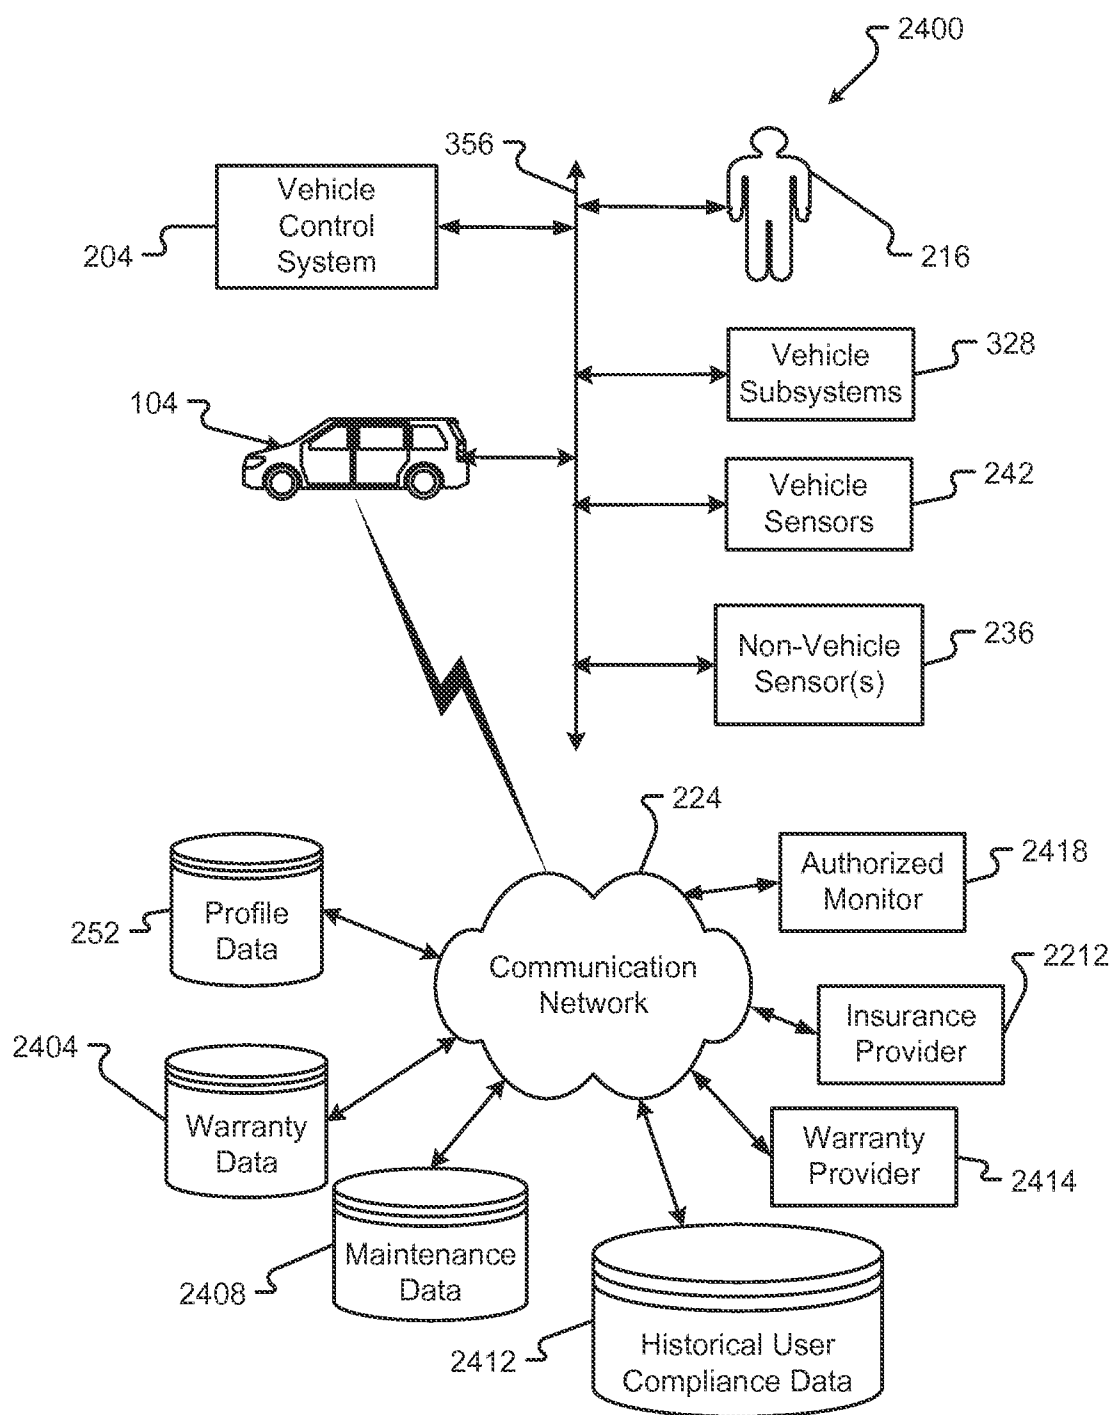 2400
356
Vehicle
Control
System
204
216
Vehicle
Subsystems
328
104
Vehicle
Sensors
242
Non-Vehicle
Sensor(s)
236
224
Authorized
Monitor
2418
Profile
Data
252
Communication
Network
Insurance
Provider
2212
2404
Warranty
Data
Warranty
Provider
2414
Maintenance
Data
2408
Historical User
Compliance Data
2412